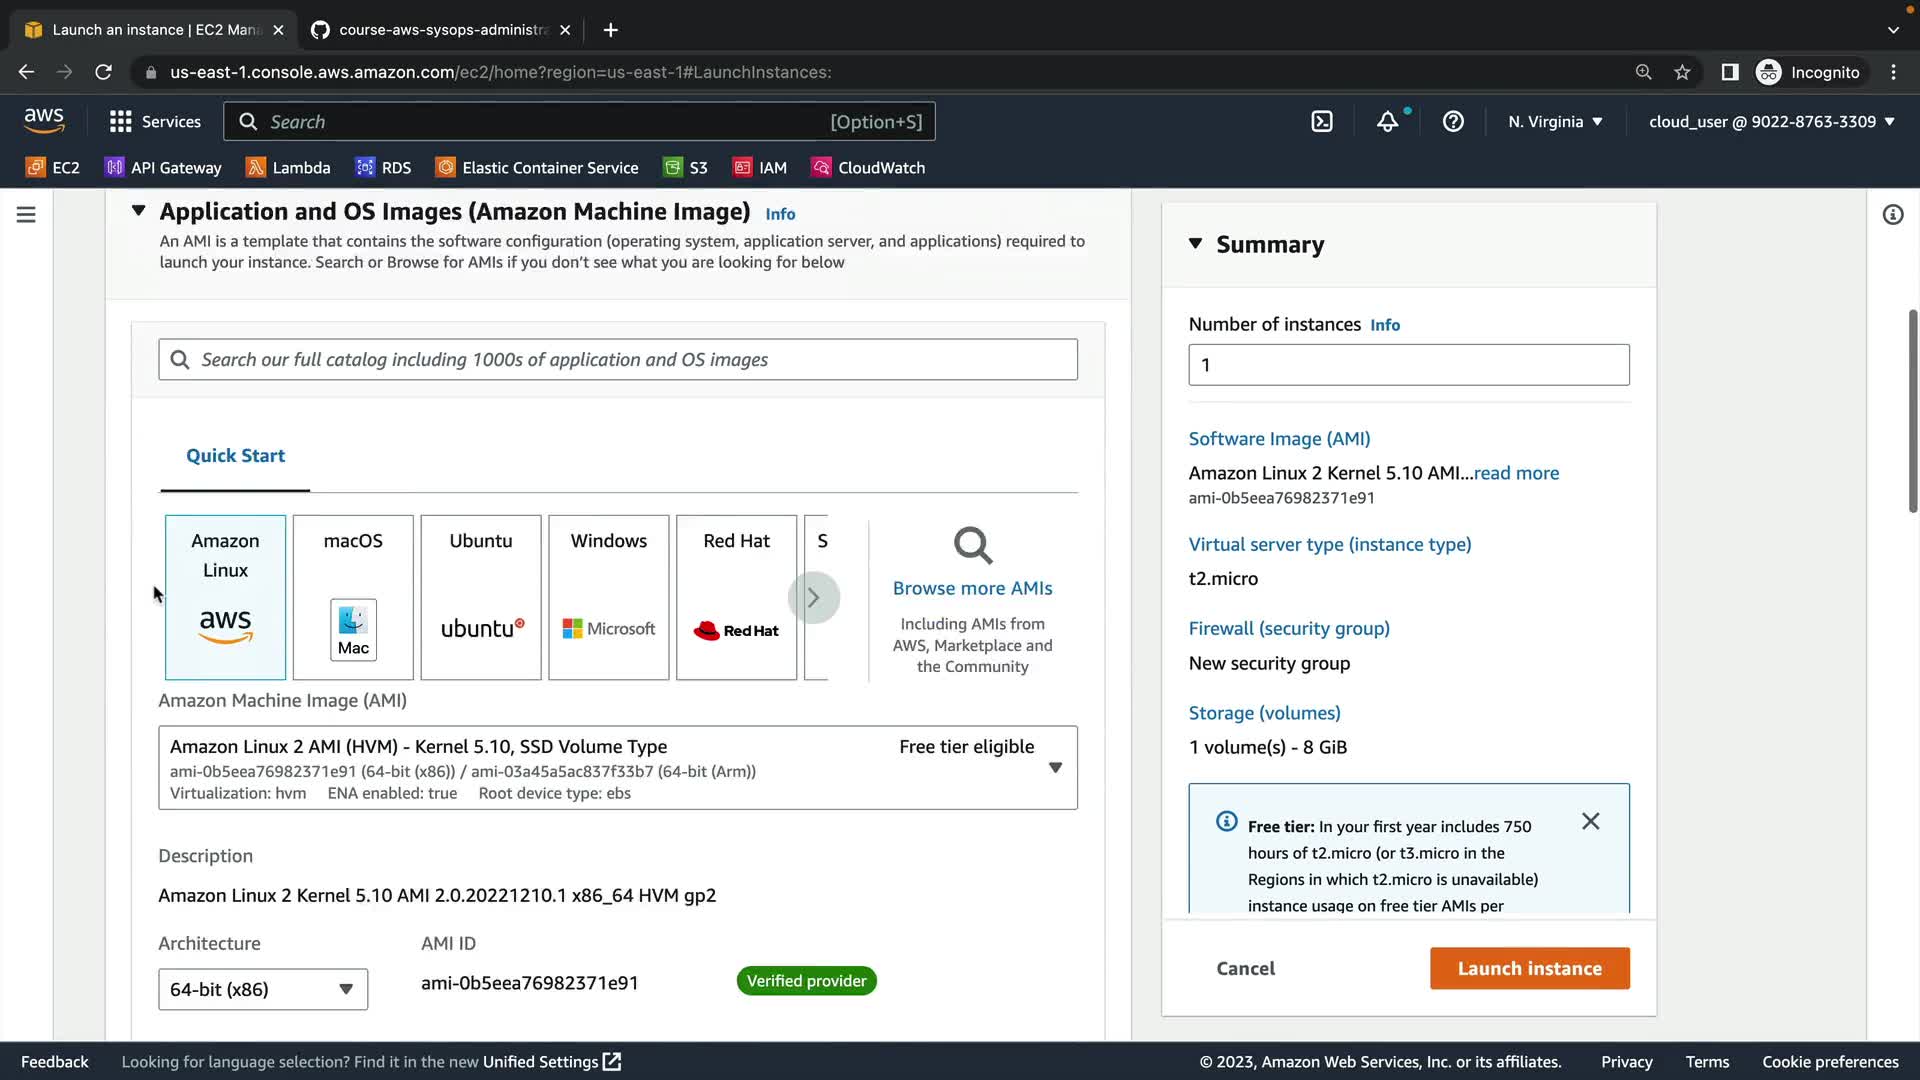 Launch an instance | EC2 Mana
course-aws-sysops-administra
us-east-1.console.aws.amazon.com/ec2/home?region=us-east-1#LaunchInstances:
Incognito
aws
Services
Search
[Option+S]
N. Virginia
cloud_user @ 9022-8763-3309
EC2
API Gateway
Lambda
RDS
Elastic Container Service
S3
IAM
CloudWatch
Application and OS Images (Amazon Machine Image) Info
An AMI is a template that contains the software configuration (operating system, application server, and applications) required to
launch your instance. Search or Browse for AMIs if you don't see what you are looking for below
Search our full catalog including 1000s of application and OS images
Quick Start
Amazon
Linux
aws
macOS
Mac
Ubuntu
ubuntu
Windows
Microsoft
Red Hat
Red Hat
S
Browse more AMIs
Including AMIs from
AWS, Marketplace and
the Community
Amazon Machine Image (AMI)
Amazon Linux 2 AMI (HVM) - Kernel 5.10, SSD Volume Type
Free tier eligible
ami-0b5eea76982371e91 (64-bit (x86)) / ami-03a45a5ac837f33b7 (64-bit (Arm))
Virtualization: hvm ENA enabled: true Root device type: ebs
Description
Amazon Linux 2 Kernel 5.10 AMI 2.0.20221210.1 x86_64 HVM gp2
Architecture
AMI ID
64-bit (x86)
ami-0b5eea76982371e91
Verified provider
Summary
Number of instances Info
1
Software Image (AMI)
Amazon Linux 2 Kernel 5.10 AMI...read more
ami-0b5eea76982371e91
Virtual server type (instance type)
t2.micro
Firewall (security group)
New security group
Storage (volumes)
1 volume(s) - 8 GiB
Free tier: In your first year includes 750
hours of t2.micro (or t3.micro in the
Regions in which t2.micro is unavailable)
instance usage on free tier AMIs per
Cancel
Launch instance
Feedback
Looking for language selection? Find it in the new Unified Settings
© 2023, Amazon Web Services, Inc. or its affiliates.
Privacy
Terms
Cookie preferences